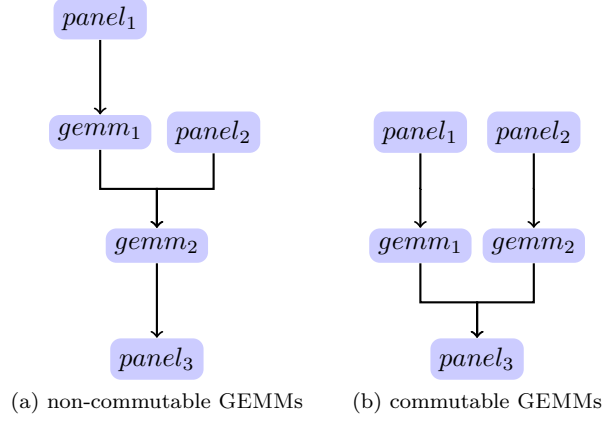 panel₁
gemm₁ panel₂
gemm₂
panel₃
(a) non-commutable GEMMs
panel₁ panel₂
gemm₁ gemm₂
panel₃
(b) commutable GEMMs